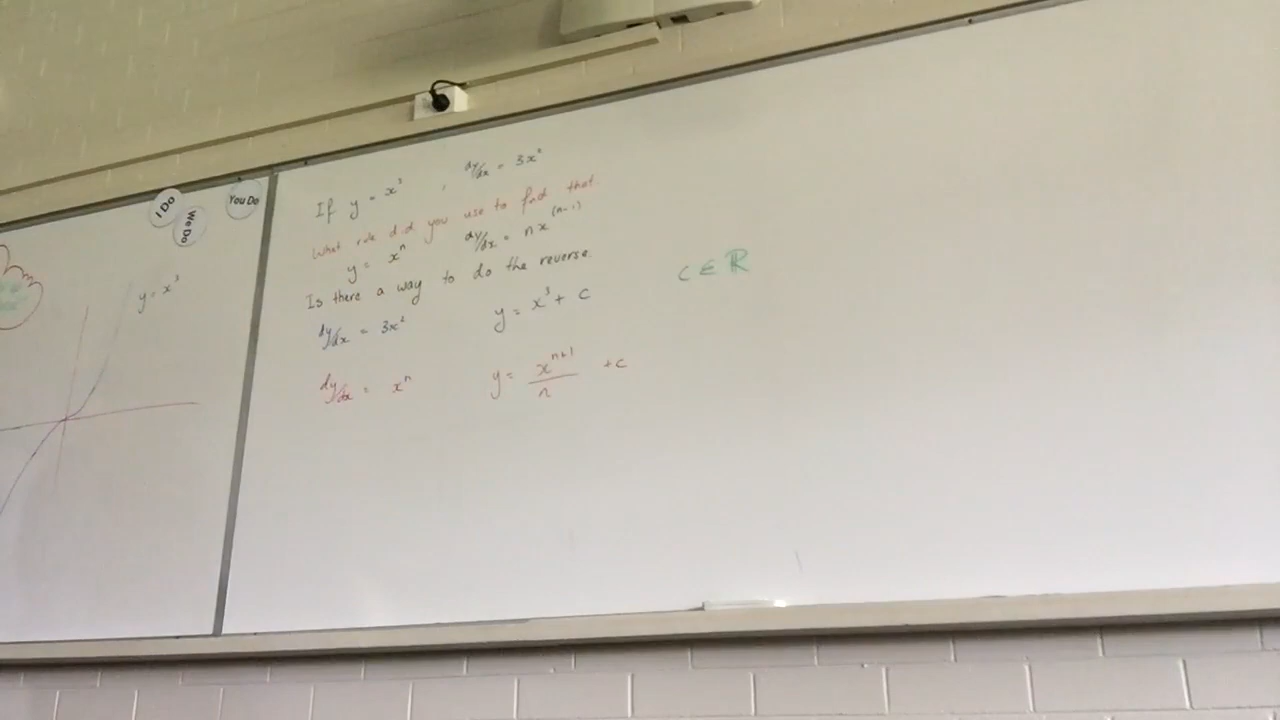 I Do
We Do
You Do
y = x³
If y = x³ , dy/dx = 3x²
What rule did you use to find that.
y = xⁿ dy/dx = nx⁽ⁿ⁻¹⁾
Is there a way to do the reverse.
dy/dx = 3x² y = x³ + c c ∈ ℝ
dy/dx = xⁿ y = xⁿ⁺¹/n + c